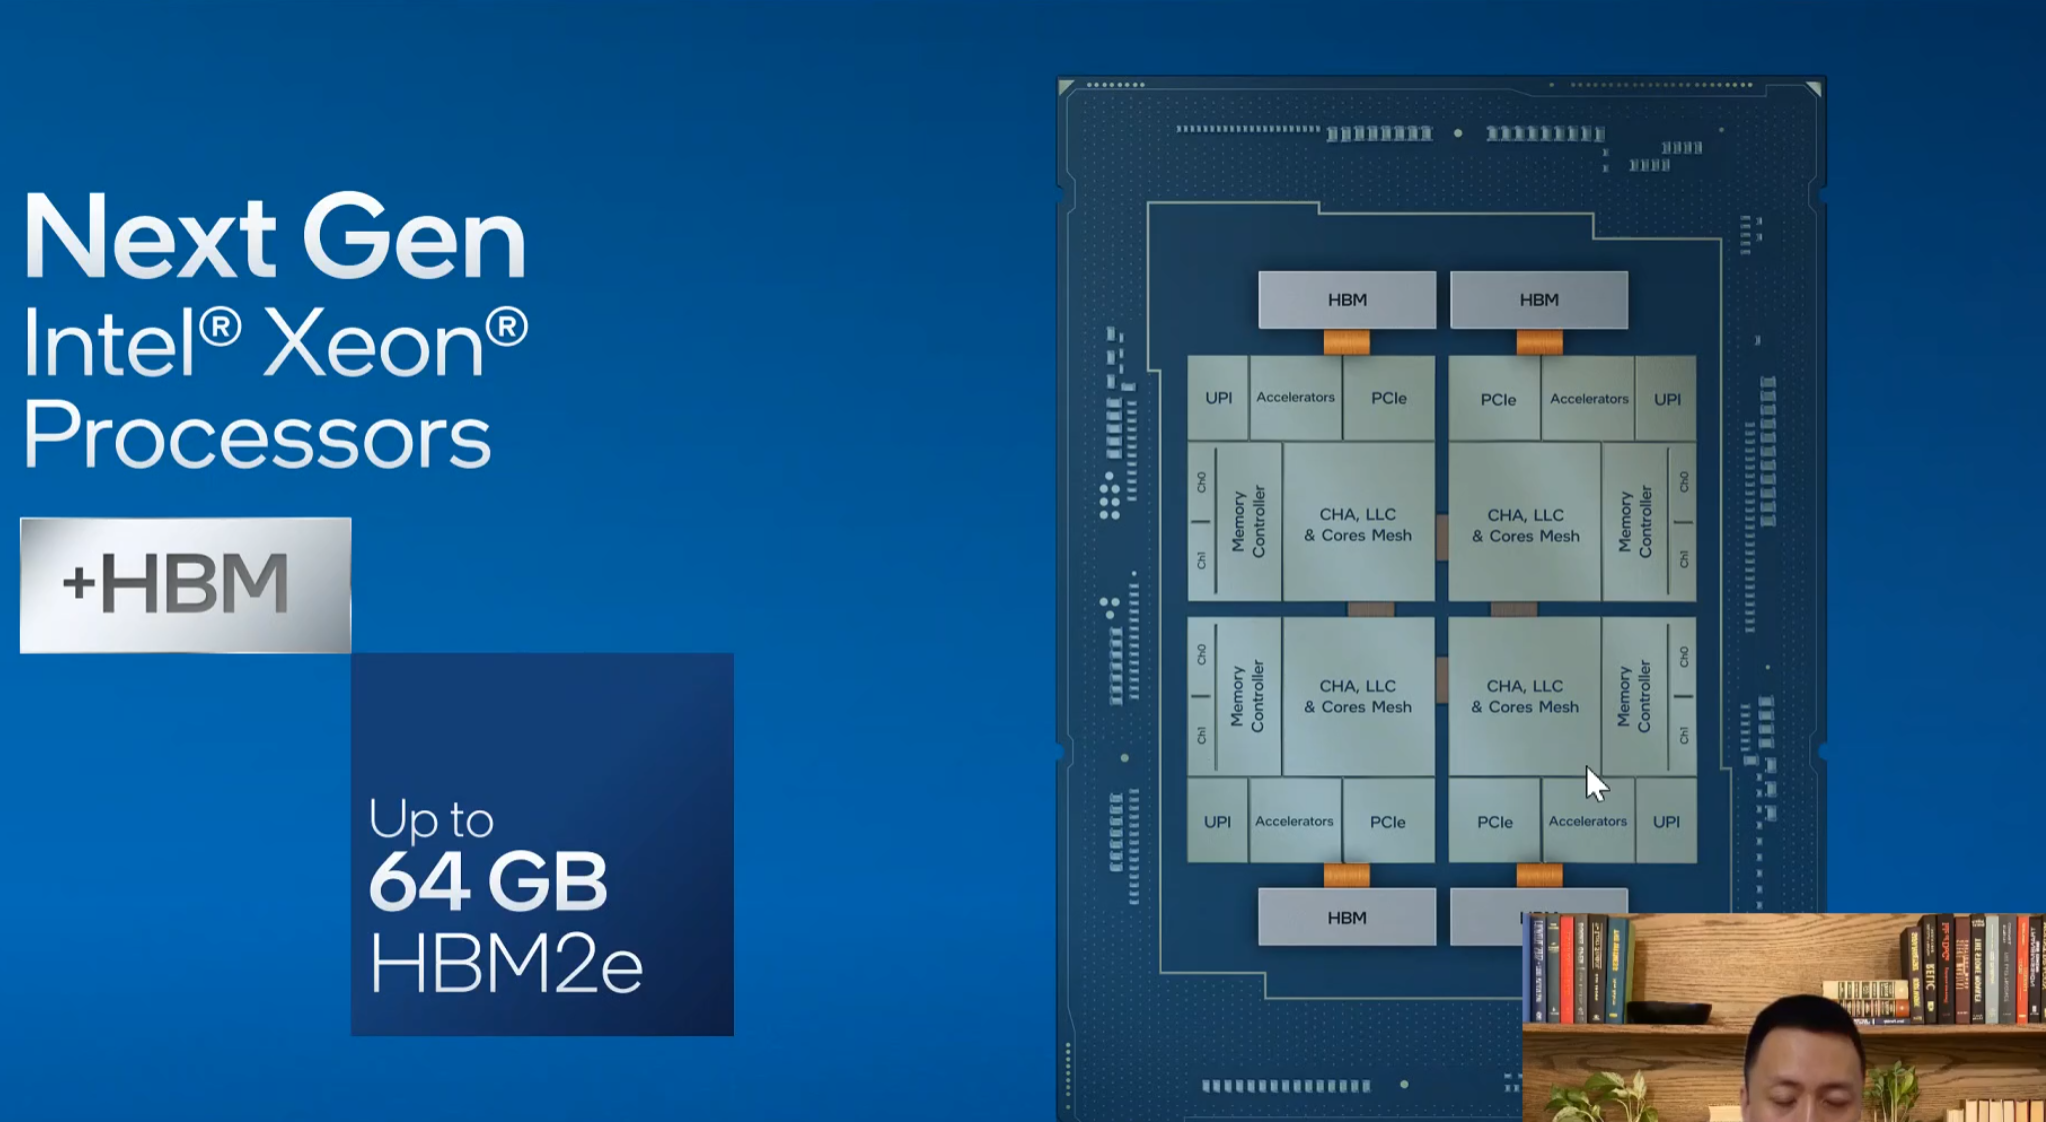 Next Gen
Intel® Xeon®
Processors
+HBM
Up to
64 GB
HBM2e
HBM
HBM
UPI
Accelerators
PCIe
PCIe
Accelerators
UPI
Ch0
Ch1
Memory
Controller
CHA, LLC
& Cores Mesh
CHA, LLC
& Cores Mesh
Memory
Controller
Ch0
Ch1
Ch0
Ch1
Memory
Controller
CHA, LLC
& Cores Mesh
CHA, LLC
& Cores Mesh
Memory
Controller
Ch0
Ch1
UPI
Accelerators
PCIe
PCIe
Accelerators
UPI
HBM
HBM